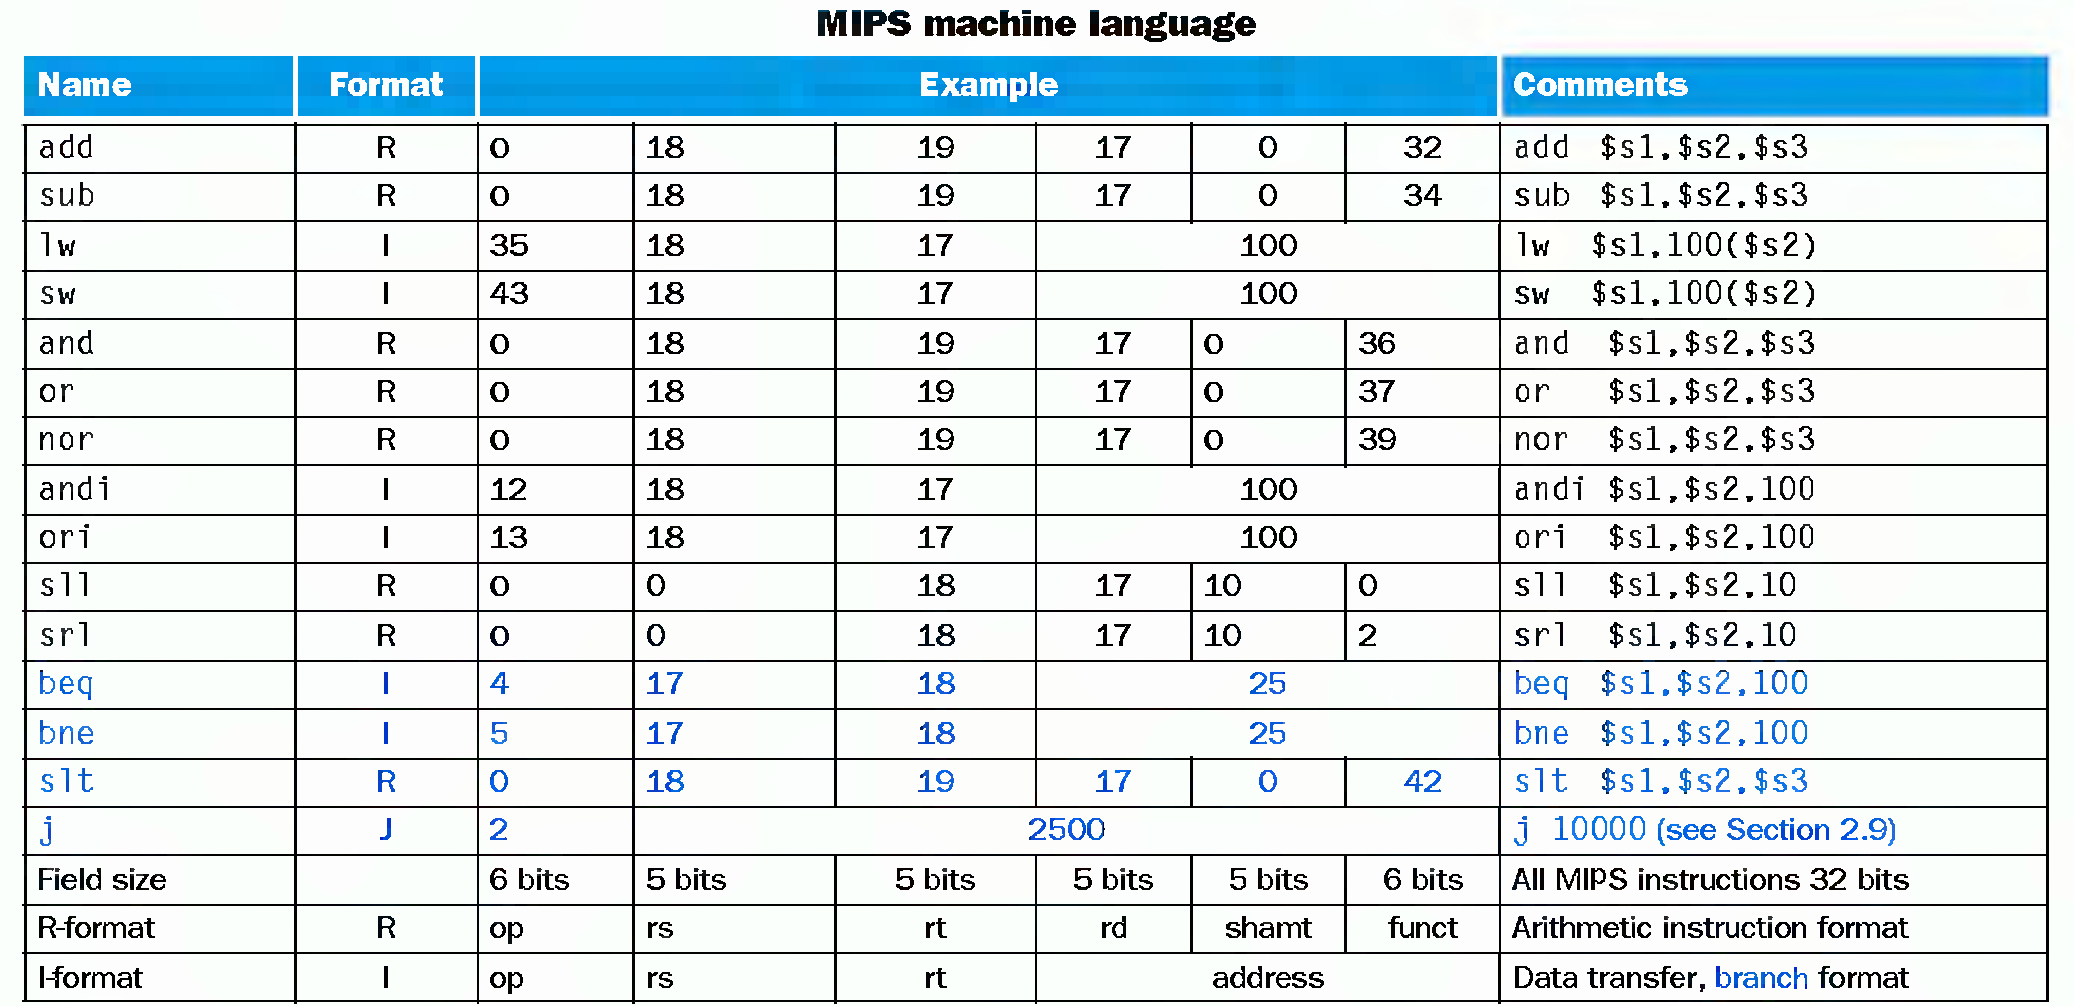 MIPS machine language
Name Format Example Comments
add R 0 18 19 17 0 32 add $s1,$s2,$s3
sub R 0 18 19 17 0 34 sub $s1,$s2,$s3
lw I 35 18 17 100 lw $s1,100($s2)
sw I 43 18 17 100 sw $s1,100($s2)
and R 0 18 19 17 0 36 and $s1,$s2,$s3
or R 0 18 19 17 0 37 or $s1,$s2,$s3
nor R 0 18 19 17 0 39 nor $s1,$s2,$s3
andi I 12 18 17 100 andi $s1,$s2,100
ori I 13 18 17 100 ori $s1,$s2,100
sll R 0 0 18 17 10 0 sll $s1,$s2,10
srl R 0 0 18 17 10 2 srl $s1,$s2,10
beq I 4 17 18 25 beq $s1,$s2,100
bne I 5 17 18 25 bne $s1,$s2,100
slt R 0 18 19 17 0 42 slt $s1,$s2,$s3
j J 2 2500 j 10000 (see Section 2.9)
Field size 6 bits 5 bits 5 bits 5 bits 5 bits 6 bits All MIPS instructions 32 bits
R-format R op rs rt rd shamt funct Arithmetic instruction format
I-format I op rs rt address Data transfer, branch format